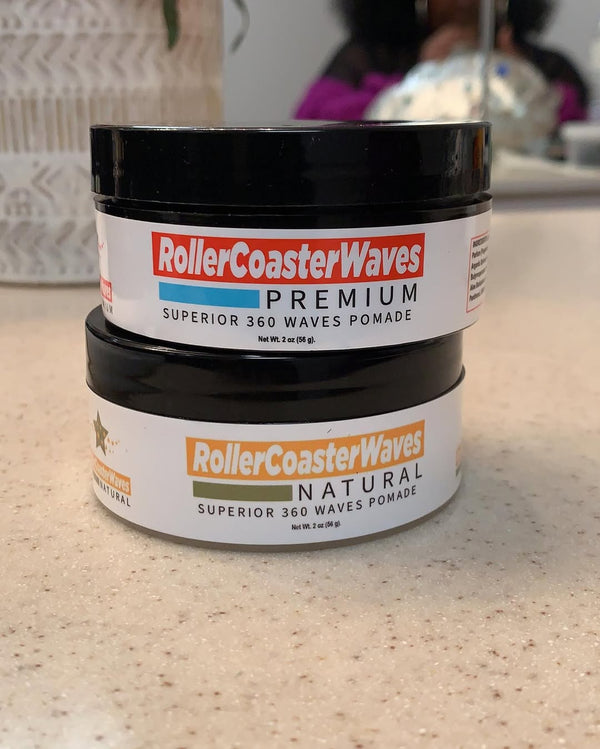 RollerCoasterWaves
PREMIUM
SUPERIOR 360 WAVES POMADE
Net Wt. 2 oz (56 g).
RollerCoasterWaves
NATURAL
SUPERIOR 360 WAVES POMADE
Net Wt. 2 oz (56 g).
NATURAL